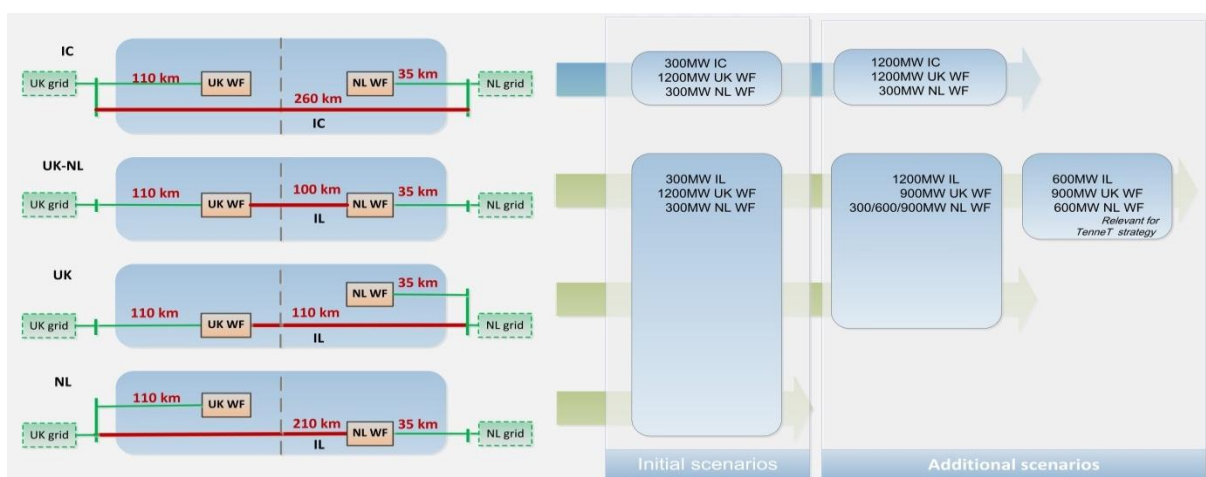 IC
UK grid
110 km
UK WF
NL WF
35 km
NL grid
260 km
IC
UK-NL
UK grid
110 km
UK WF
100 km
NL WF
35 km
NL grid
IL
UK
35 km
NL WF
110 km
110 km
UK grid
UK WF
NL grid
IL
NL
110 km
UK WF
210 km
35 km
UK grid
NL WF
NL grid
IL
300MW IC
1200MW UK WF
300MW NL WF
300MW IL
1200MW UK WF
300MW NL WF
Initial scenarios
1200MW IC
1200MW UK WF
300MW NL WF
1200MW IL
900MW UK WF
300/600/900MW NL WF
600MW IL
900MW UK WF
600MW NL WF
Relevant for
TenneT strategy
Additional scenarios